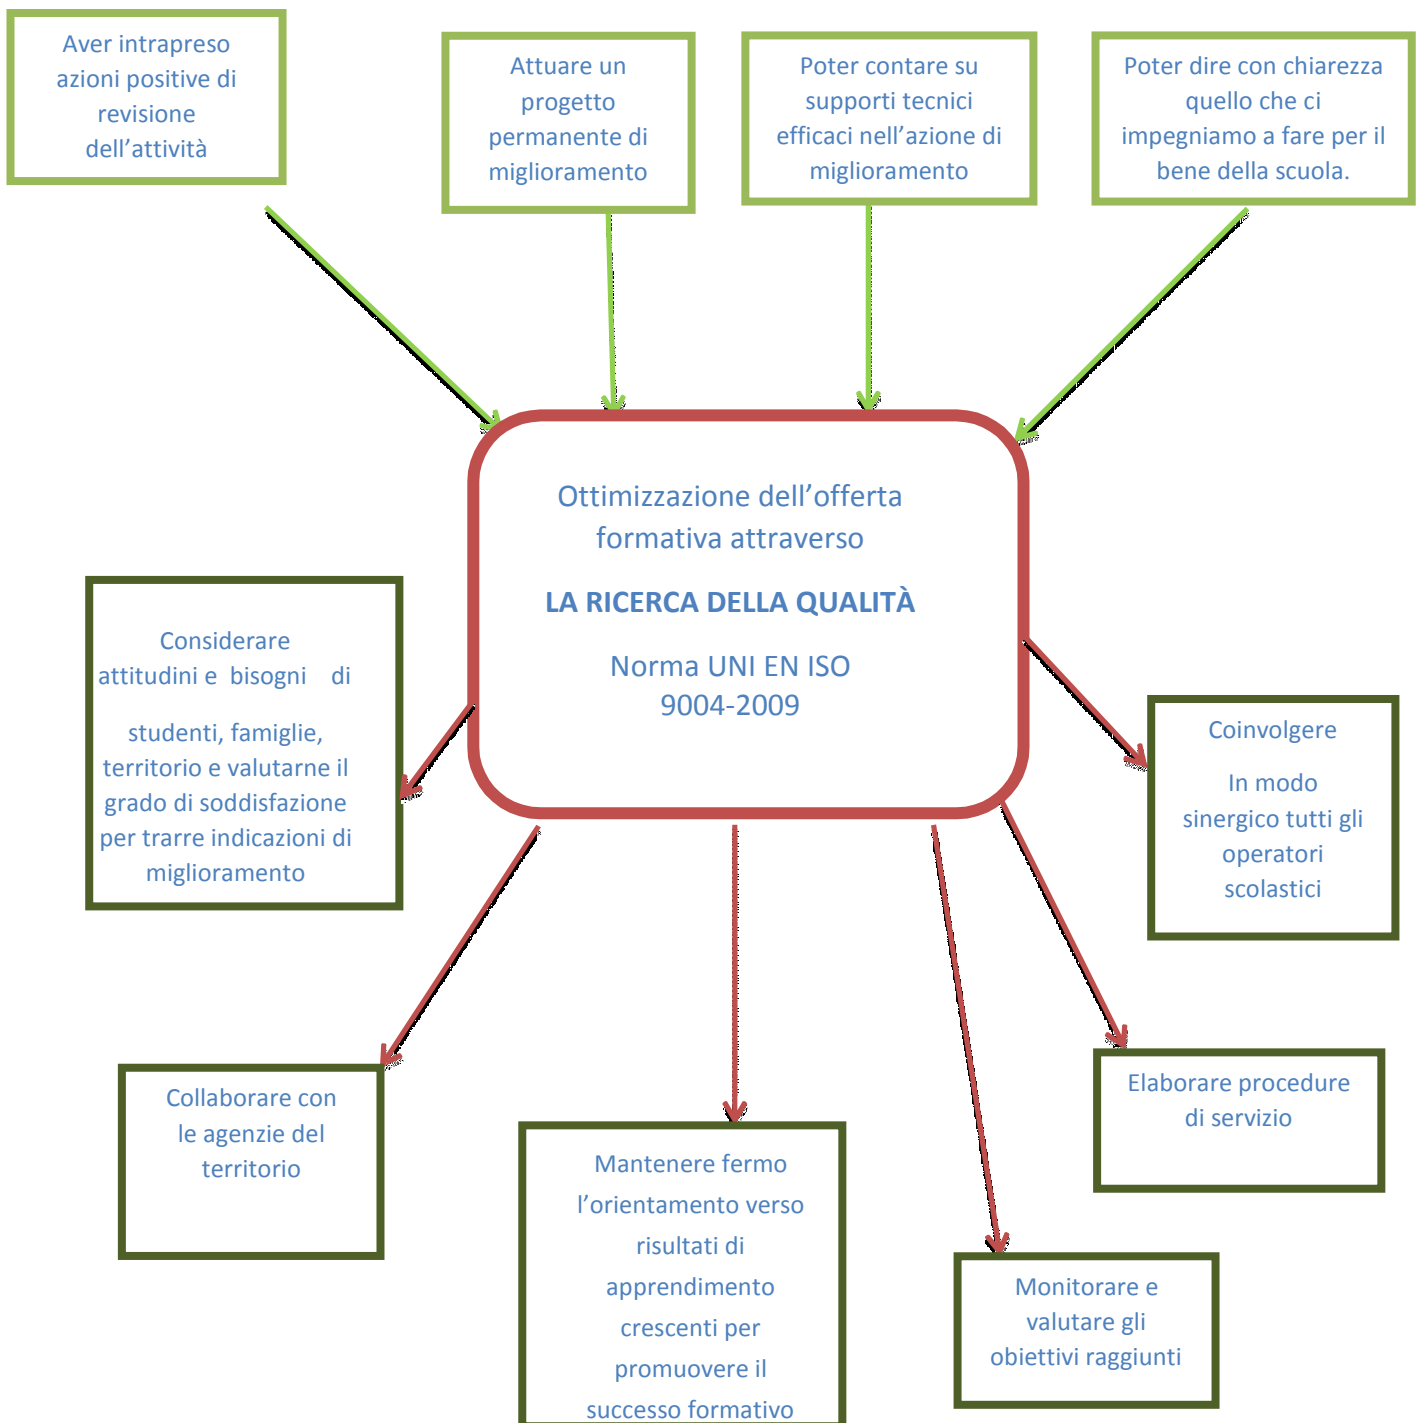 Aver intrapreso
azioni positive di
revisione
dell’attività
Attuare un
progetto
permanente di
miglioramento
Poter contare su
supporti tecnici
efficaci nell’azione di
miglioramento
Poter dire con chiarezza
quello che ci
impegniamo a fare per il
bene della scuola.
Ottimizzazione dell’offerta
formativa attraverso
LA RICERCA DELLA QUALITÀ
Norma UNI EN ISO
9004-2009
Considerare
attitudini e bisogni di
studenti, famiglie,
territorio e valutarne il
grado di soddisfazione
per trarre indicazioni di
miglioramento
Coinvolgere
In modo
sinergico tutti gli
operatori
scolastici
Collaborare con
le agenzie del
territorio
Mantenere fermo
l’orientamento verso
risultati di
apprendimento
crescenti per
promuovere il
successo formativo
Monitorare e
valutare gli
obiettivi raggiunti
Elaborare procedure
di servizio